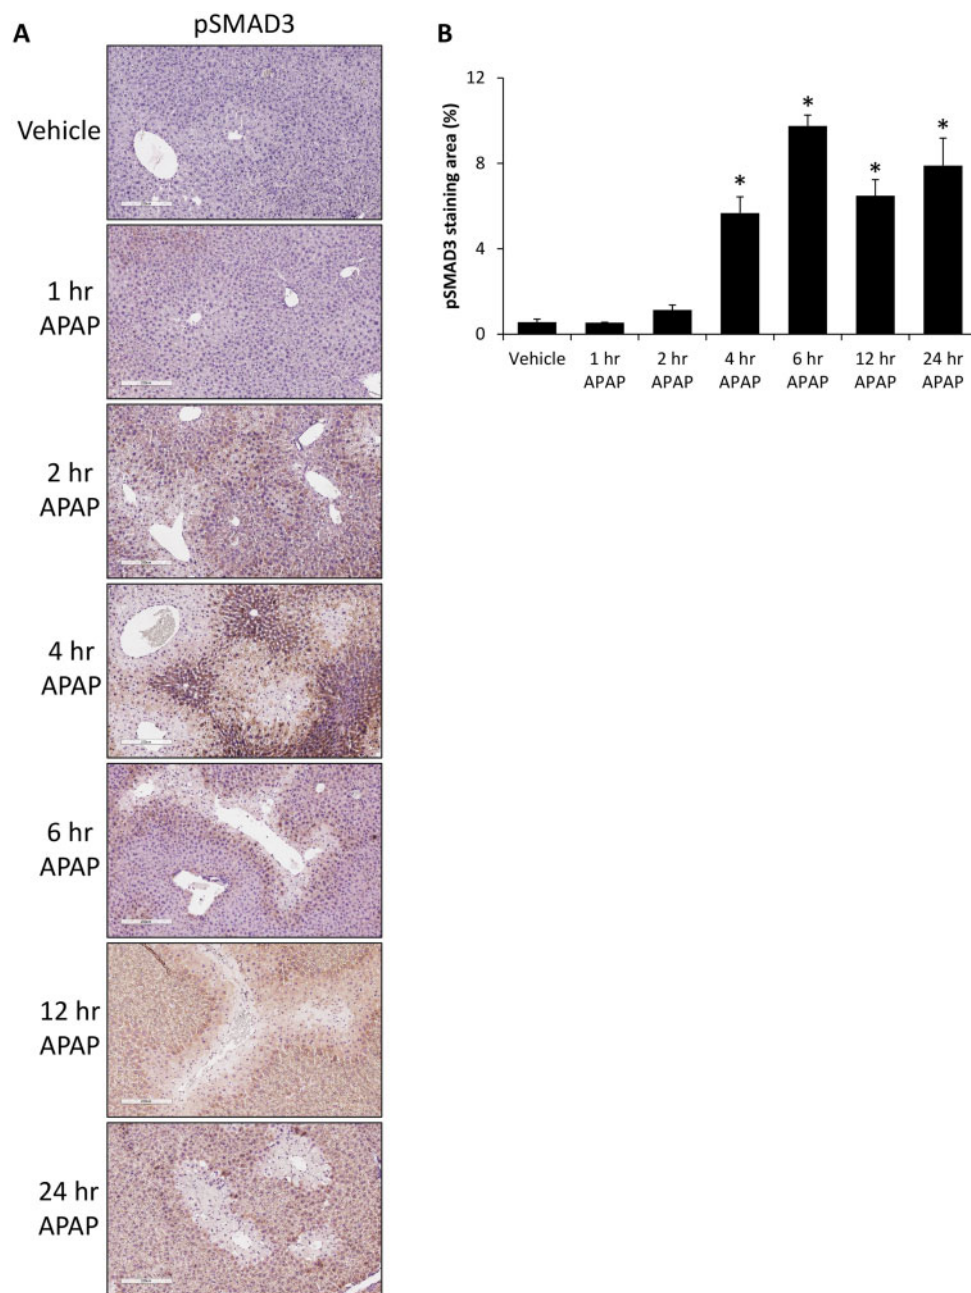 A
pSMAD3
Vehicle
1 hr
APAP
2 hr
APAP
4 hr
APAP
6 hr
APAP
12 hr
APAP
24 hr
APAP
B
pSMAD3 staining area (%)
12
8
4
0
* * * *
Vehicle 1 hr 2 hr 4 hr 6 hr 12 hr 24 hr
APAP APAP APAP APAP APAP APAP